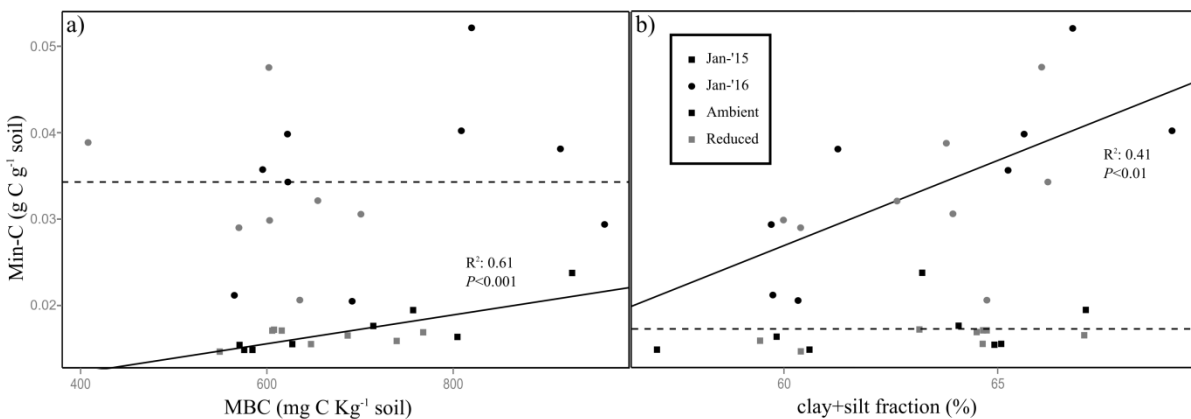 a)
b)
0.05
0.04
0.03
0.02
Min-C (g C g⁻¹ soil)
R²: 0.61
P<0.001
400
600
800
MBC (mg C Kg⁻¹ soil)
Jan-'15
Jan-'16
Ambient
Reduced
R²: 0.41
P<0.01
60
65
clay+silt fraction (%)